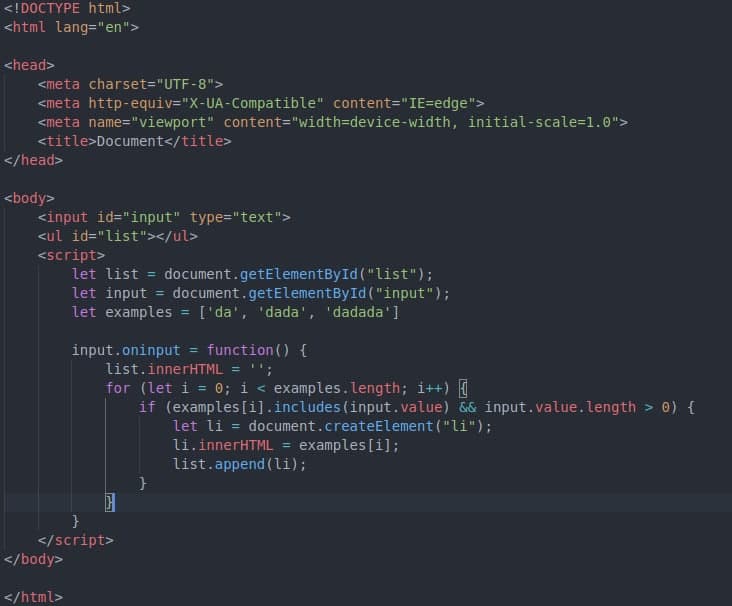 <!DOCTYPE html>
<html lang="en">
<head>
<meta charset="UTF-8">
<meta http-equiv="X-UA-Compatible" content="IE=edge">
<meta name="viewport" content="width=device-width, initial-scale=1.0">
<title>Document</title>
</head>
<body>
<input id="input" type="text">
<ul id="list"></ul>
<script>
let list = document.getElementById("list");
let input = document.getElementById("input");
let examples = ['da', 'dada', 'dadada']
input.oninput = function() {
list.innerHTML = '';
for (let i = 0; i < examples.length; i++) {
if (examples[i].includes(input.value) && input.value.length > 0) {
let li = document.createElement("li");
li.innerHTML = examples[i];
list.append(li);
}
}
}
</script>
</body>
</html>